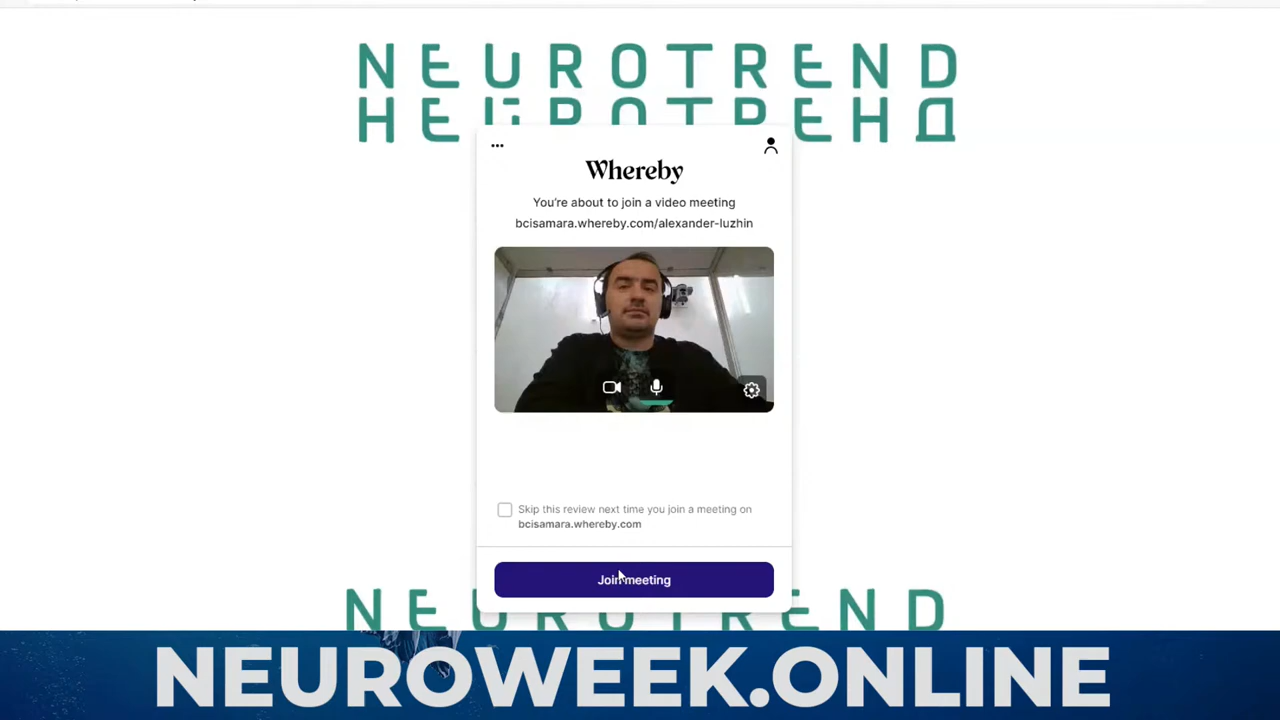 NEUROTREND
НЕЙРОТРЕНД
Whereby
You're about to join a video meeting
bcisamara.whereby.com/alexander-luzhin
Skip this review next time you join a meeting on
bcisamara.whereby.com
Join meeting
NEUROTREND
NEUROWEEK.ONLINE